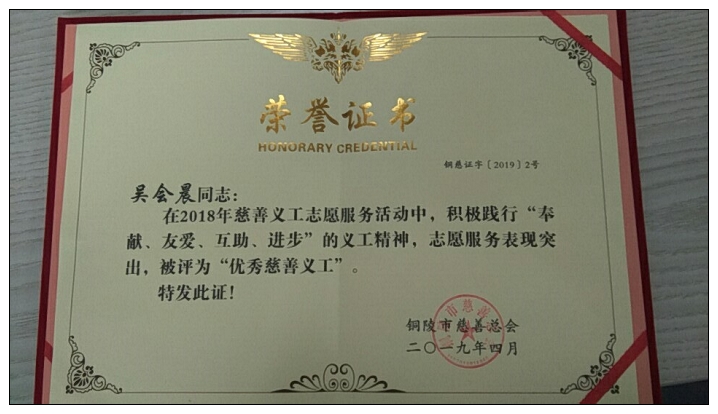 荣誉证书
HONORARY CREDENTIAL
铜慈证字〔2019〕2号
吴会晨同志：
在2018年慈善义工志愿服务活动中，积极践行“奉
献、友爱、互助、进步”的义工精神，志愿服务表现突
出，被评为“优秀慈善义工”。
特发此证！
铜陵市慈善总会
二〇一九年四月